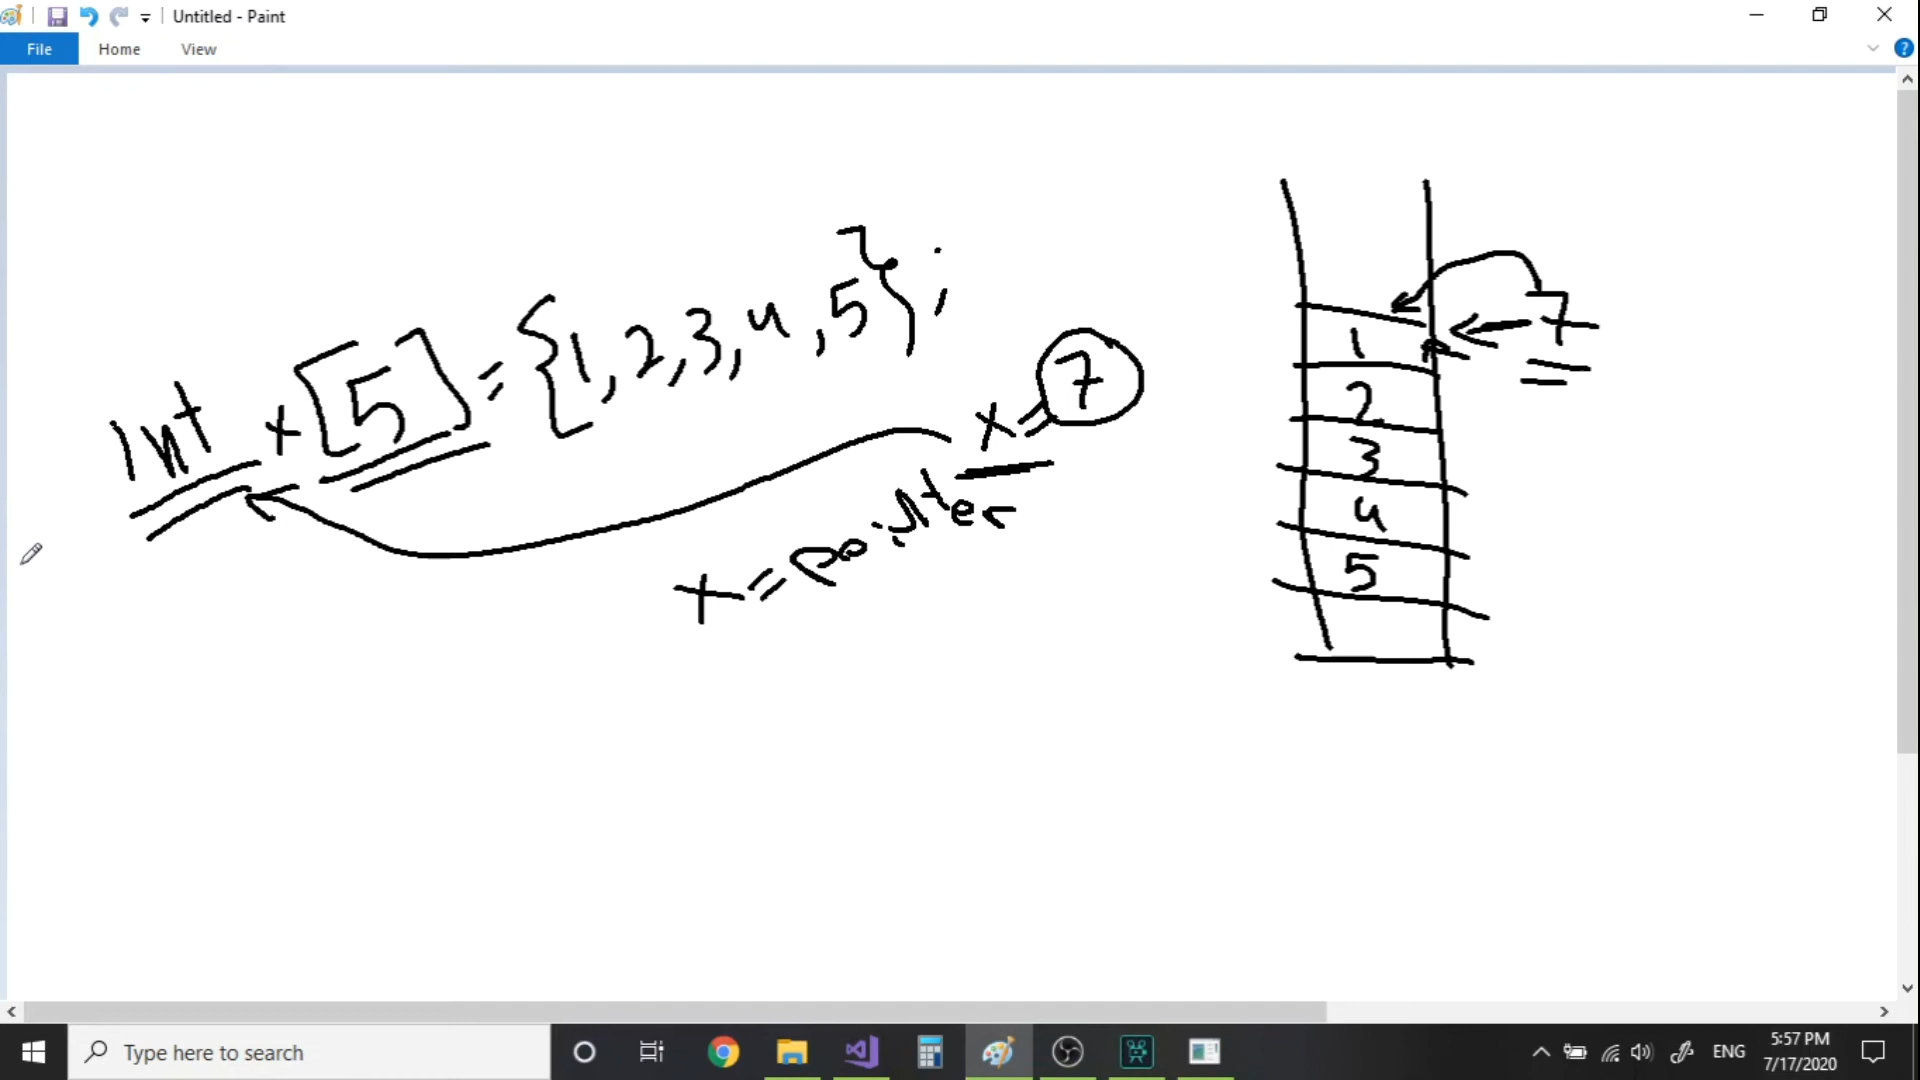 Untitled - Paint
File Home View
int x [5] = {1, 2, 3, 4, 5};
x = 7
x = pointer
7
1
2
3
4
5
Type here to search
ENG
5:57 PM
7/17/2020